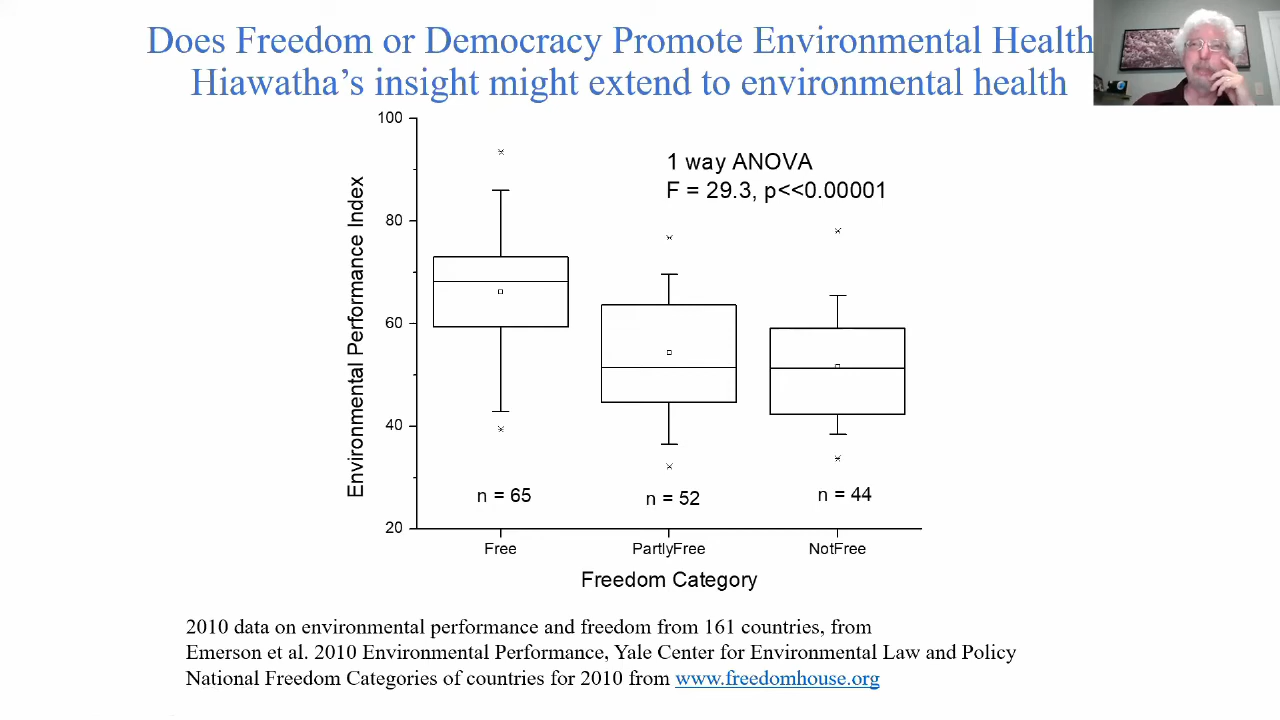 Does Freedom or Democracy Promote Environmental Health
Hiawatha’s insight might extend to environmental health
100
80
60
40
20
Environmental Performance Index
1 way ANOVA
F = 29.3, p<<0.00001
n = 65
n = 52
n = 44
Free
PartlyFree
NotFree
Freedom Category
2010 data on environmental performance and freedom from 161 countries, from
Emerson et al. 2010 Environmental Performance, Yale Center for Environmental Law and Policy
National Freedom Categories of countries for 2010 from www.freedomhouse.org